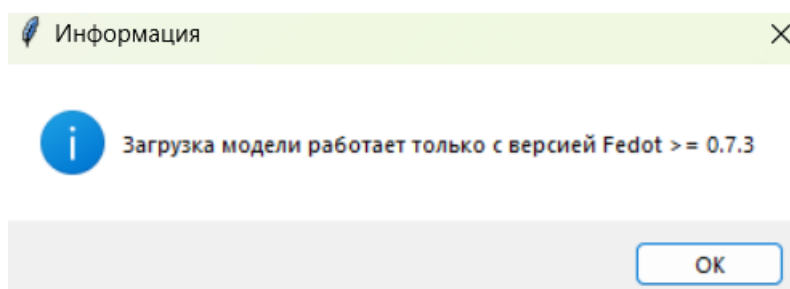 Информация
Загрузка модели работает только с версией Fedot >= 0.7.3
OK